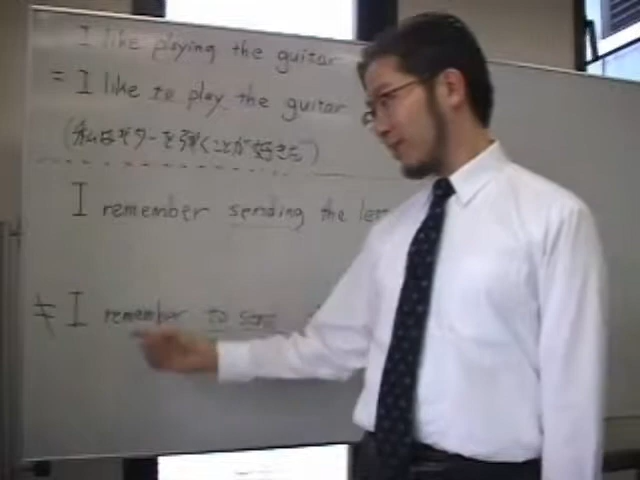 I like playing the guitar
= I like to play the guitar
(私はギターを弾くことが好きだ)
I remember sending the
≠ I remember to send